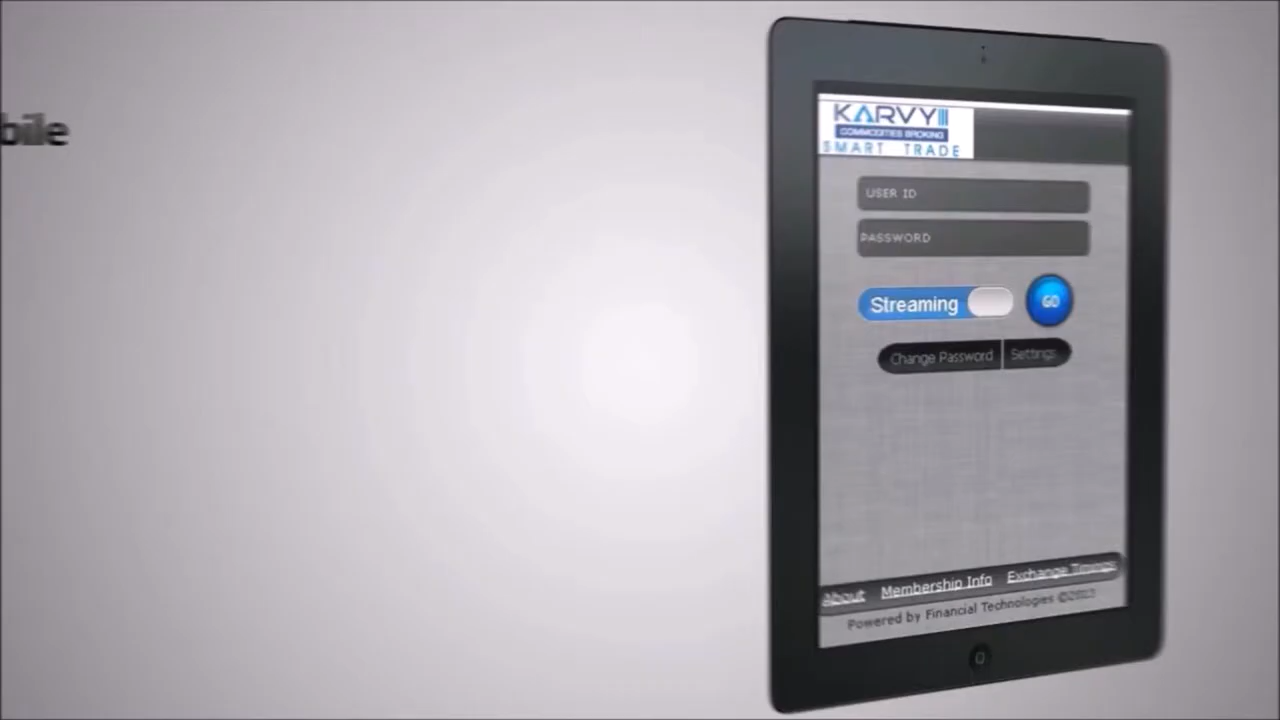 bile
KARVY
COMMODITIES BROKING
SMART TRADE
USER ID
PASSWORD
Streaming
GO
Change Password
Settings
About
Membership Info
Exchange Timings
Powered by Financial Technologies ©2013